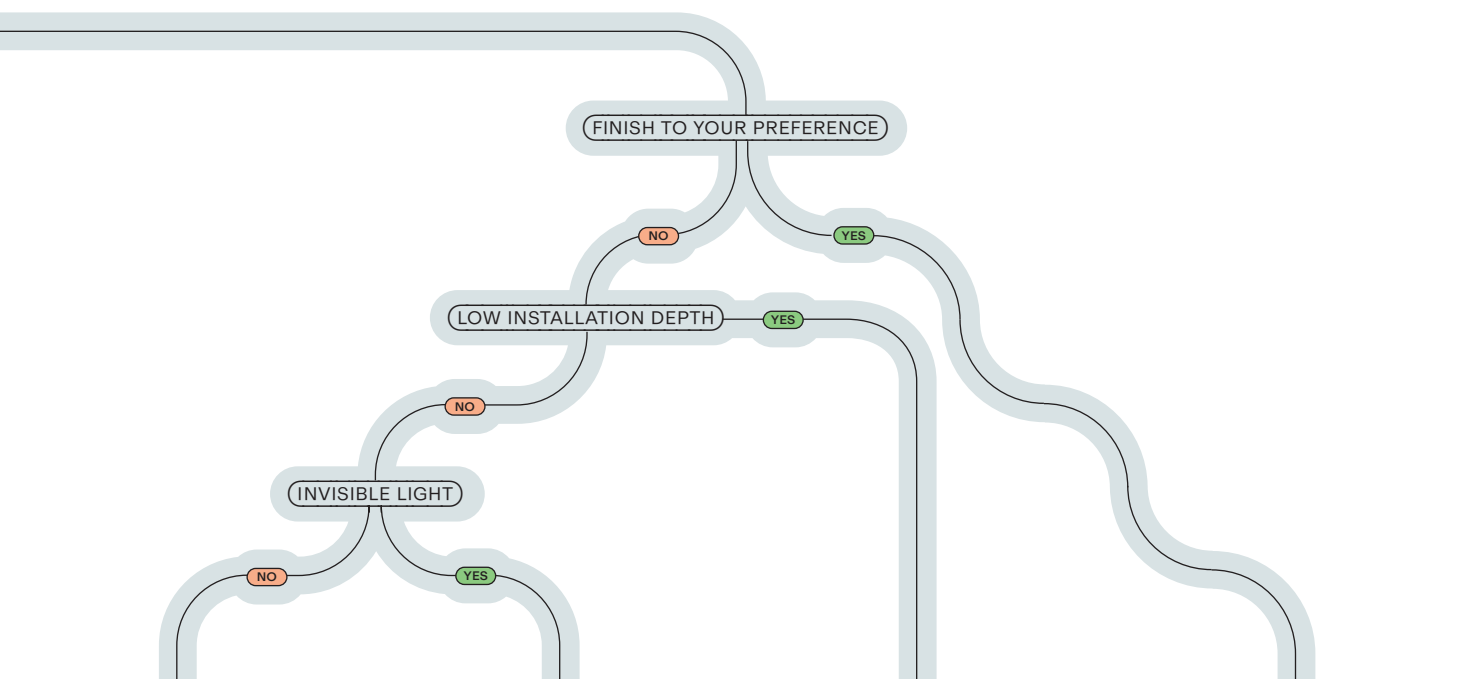 FINISH TO YOUR PREFERENCE
NO
YES
LOW INSTALLATION DEPTH
YES
NO
INVISIBLE LIGHT
NO
YES